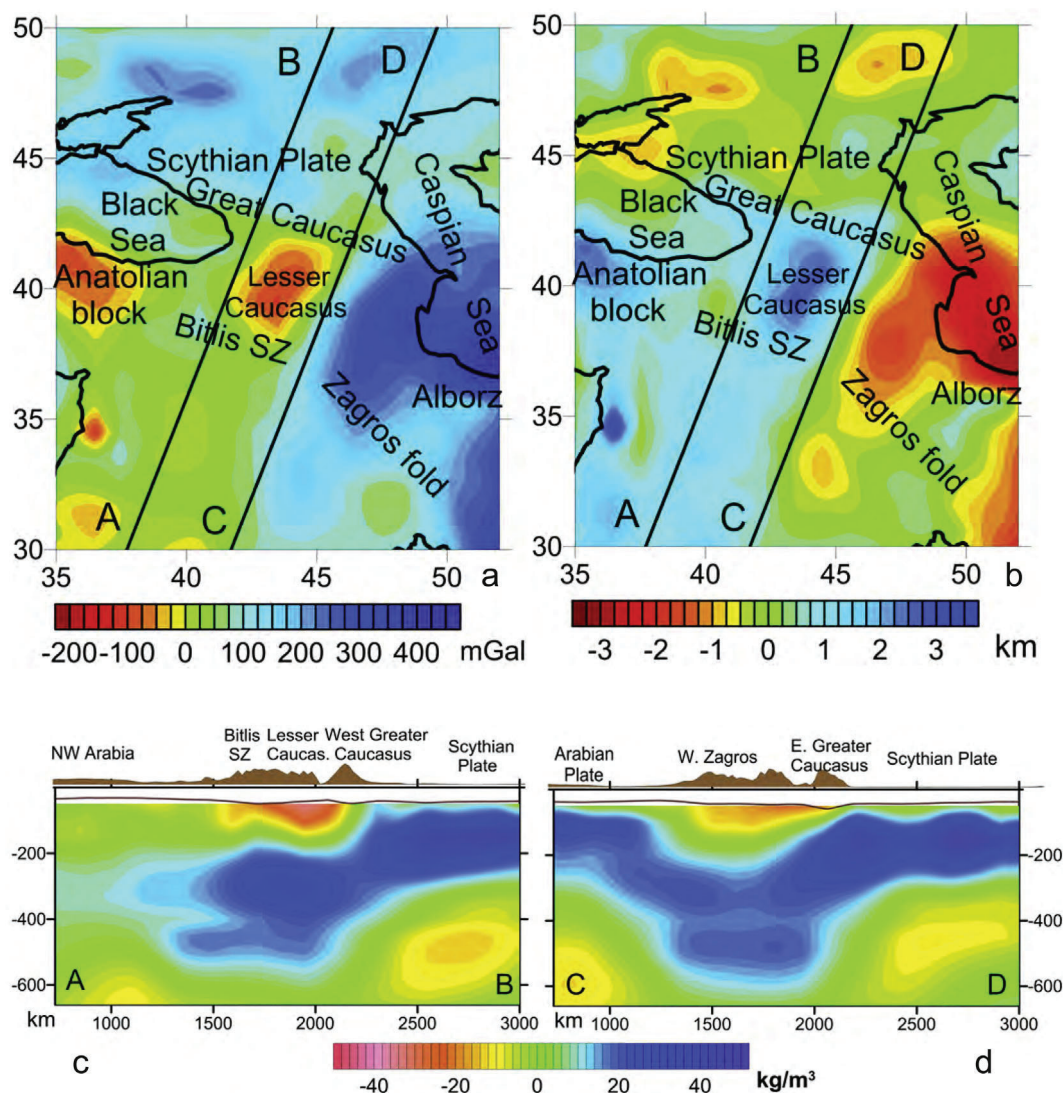 50
B
D
Scythian Plate
45
Great Caucasus
Black
Sea
Caspian
Sea
Anatolian
block
40
Lesser
Caucasus
Bitlis SZ
Alborz
Zagros fold
35
A
C
30
a
35
40
45
50
-200 -100 0 100 200 300 400 mGal
50
B
D
Scythian Plate
45
Great Caucasus
Black
Sea
Caspian
Sea
Anatolian
block
40
Lesser
Caucasus
Bitlis SZ
Alborz
Zagros fold
35
A
C
30
b
35
40
45
50
-3 -2 -1 0 1 2 3 km
NW Arabia
Bitlis
SZ
Lesser
Caucas.
West Greater
Caucasus
Scythian
Plate
-200
-400
-600
A
B
km 1000 1500 2000 2500 3000
c
Arabian
Plate
W. Zagros
E. Greater
Caucasus
Scythian Plate
-200
-400
-600
C
D
km 1000 1500 2000 2500 3000
d
-40 -20 0 20 40 kg/m³